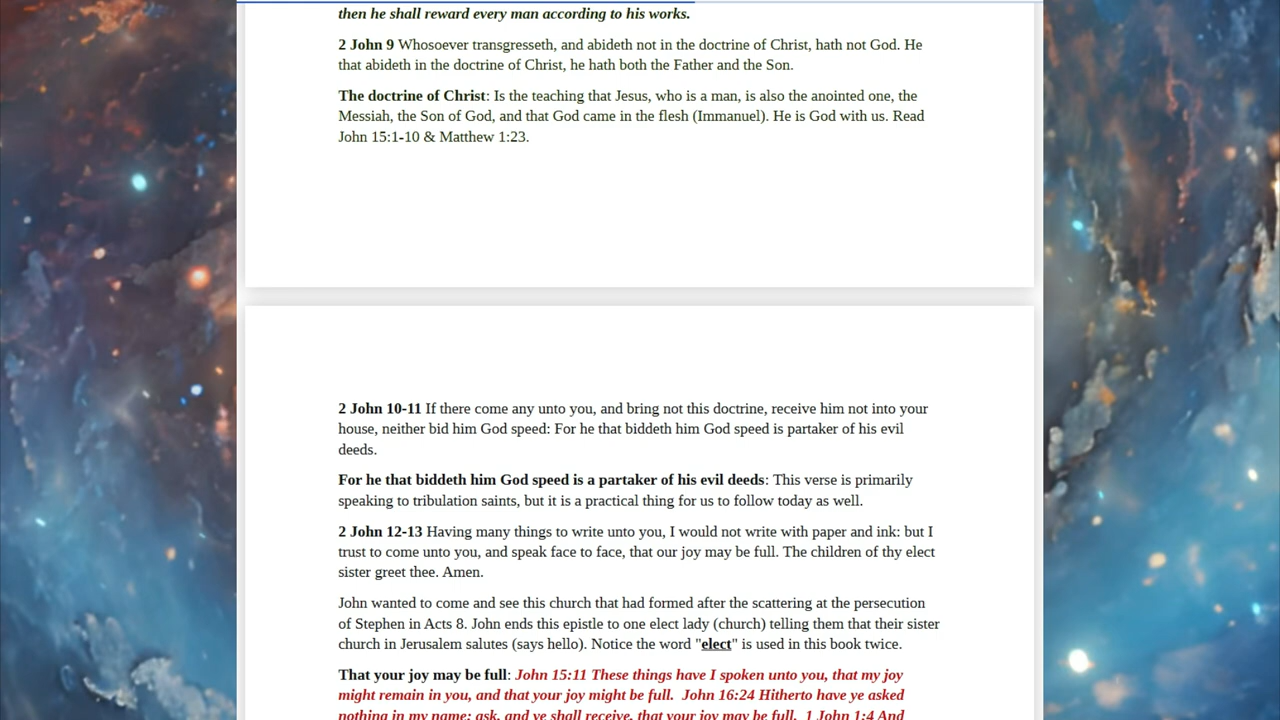 then he shall reward every man according to his works.
2 John 9 Whosoever transgresseth, and abideth not in the doctrine of Christ, hath not God. He
that abideth in the doctrine of Christ, he hath both the Father and the Son.
The doctrine of Christ: Is the teaching that Jesus, who is a man, is also the anointed one, the
Messiah, the Son of God, and that God came in the flesh (Immanuel). He is God with us. Read
John 15:1-10 & Matthew 1:23.
2 John 10-11 If there come any unto you, and bring not this doctrine, receive him not into your
house, neither bid him God speed: For he that biddeth him God speed is partaker of his evil
deeds.
For he that biddeth him God speed is a partaker of his evil deeds: This verse is primarily
speaking to tribulation saints, but it is a practical thing for us to follow today as well.
2 John 12-13 Having many things to write unto you, I would not write with paper and ink: but I
trust to come unto you, and speak face to face, that our joy may be full. The children of thy elect
sister greet thee. Amen.
John wanted to come and see this church that had formed after the scattering at the persecution
of Stephen in Acts 8. John ends this epistle to one elect lady (church) telling them that their sister
church in Jerusalem salutes (says hello). Notice the word "elect" is used in this book twice.
That your joy may be full: John 15:11 These things have I spoken unto you, that my joy
might remain in you, and that your joy might be full. John 16:24 Hitherto have ye asked
nothing in my name: ask, and ye shall receive, that your joy may be full. 1 John 1:4 And